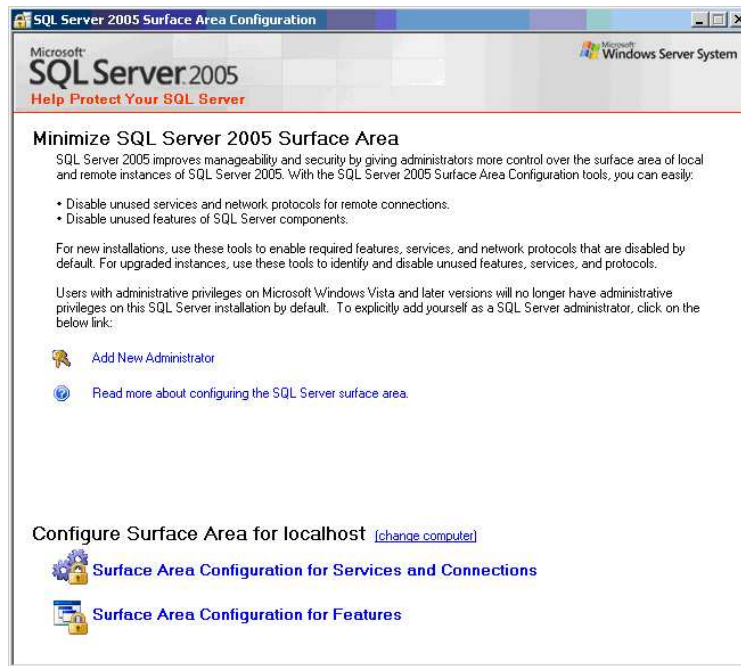 SQL Server 2005 Surface Area Configuration
Microsoft
SQL Server 2005
Help Protect Your SQL Server
Microsoft
Windows Server System
Minimize SQL Server 2005 Surface Area
SQL Server 2005 improves manageability and security by giving administrators more control over the surface area of local
and remote instances of SQL Server 2005. With the SQL Server 2005 Surface Area Configuration tools, you can easily:
• Disable unused services and network protocols for remote connections.
• Disable unused features of SQL Server components.
For new installations, use these tools to enable required features, services, and network protocols that are disabled by
default. For upgraded instances, use these tools to identify and disable unused features, services, and protocols.
Users with administrative privileges on Microsoft Windows Vista and later versions will no longer have administrative
privileges on this SQL Server installation by default.  To explicitly add yourself as a SQL Server administrator, click on the
below link:
Add New Administrator
Read more about configuring the SQL Server surface area.
Configure Surface Area for localhost (change computer)
Surface Area Configuration for Services and Connections
Surface Area Configuration for Features